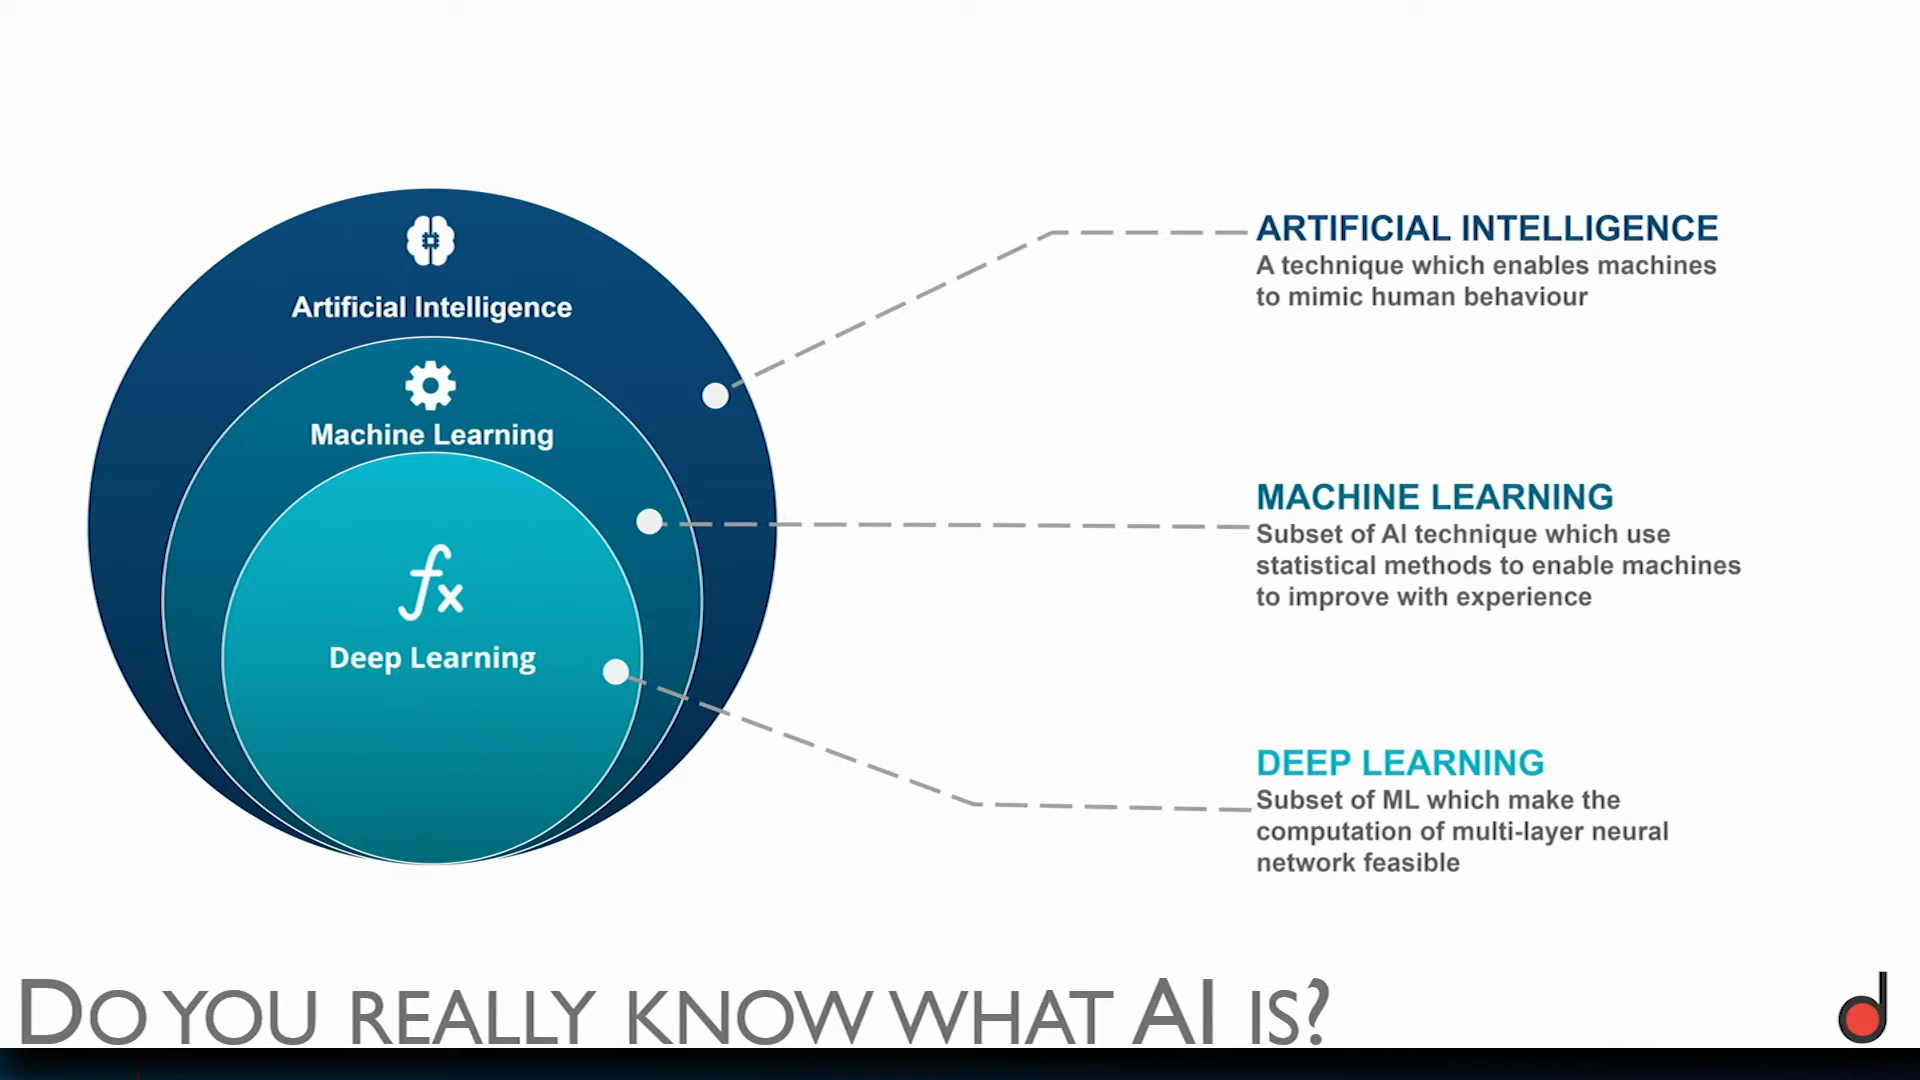 Artificial Intelligence
Machine Learning
fx
Deep Learning
ARTIFICIAL INTELLIGENCE
A technique which enables machines
to mimic human behaviour
MACHINE LEARNING
Subset of AI technique which use
statistical methods to enable machines
to improve with experience
DEEP LEARNING
Subset of ML which make the
computation of multi-layer neural
network feasible
DO YOU REALLY KNOW WHAT AI IS?
d